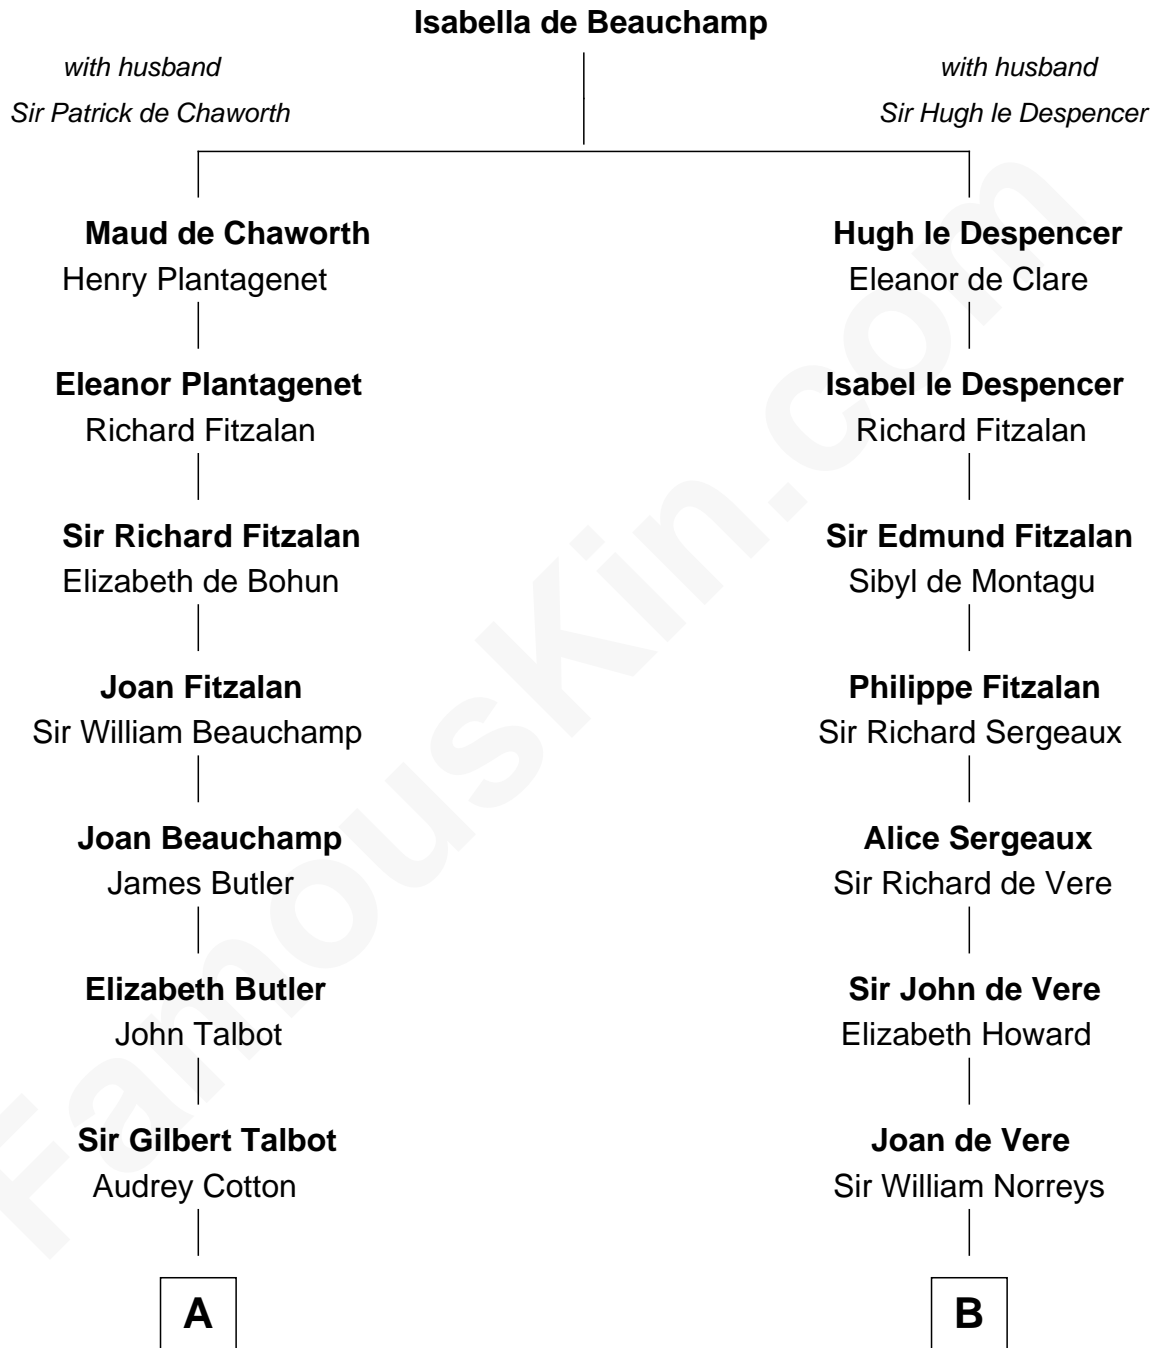 Isabella de Beauchamp
with husband
Sir Patrick de Chaworth
with husband
Sir Hugh le Despencer
Maud de Chaworth
Henry Plantagenet
Hugh le Despencer
Eleanor de Clare
Eleanor Plantagenet
Richard Fitzalan
Isabel le Despencer
Richard Fitzalan
Sir Richard Fitzalan
Elizabeth de Bohun
Sir Edmund Fitzalan
Sibyl de Montagu
Joan Fitzalan
Sir William Beauchamp
Philippe Fitzalan
Sir Richard Sergeaux
Joan Beauchamp
James Butler
Alice Sergeaux
Sir Richard de Vere
Elizabeth Butler
John Talbot
Sir John de Vere
Elizabeth Howard
Sir Gilbert Talbot
Audrey Cotton
Joan de Vere
Sir William Norreys
A
B
FamousKin.com